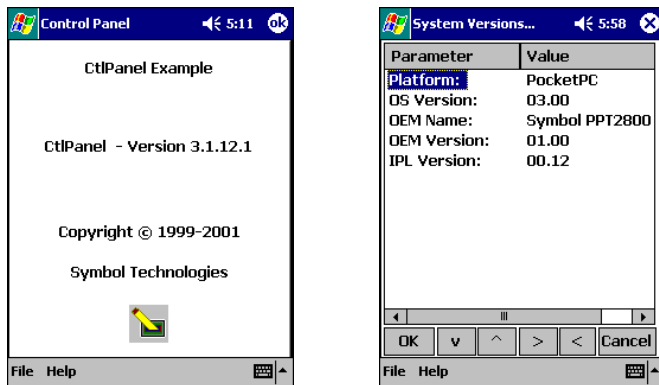 Control Panel 5:11 ok
CtlPanel Example
CtlPanel - Version 3.1.12.1
Copyright © 1999-2001
Symbol Technologies
File Help
System Versions... 5:58
Parameter Value
Platform: PocketPC
OS Version: 03.00
OEM Name: Symbol PPT2800
OEM Version: 01.00
IPL Version: 00.12
OK v ^ > < Cancel
File Help